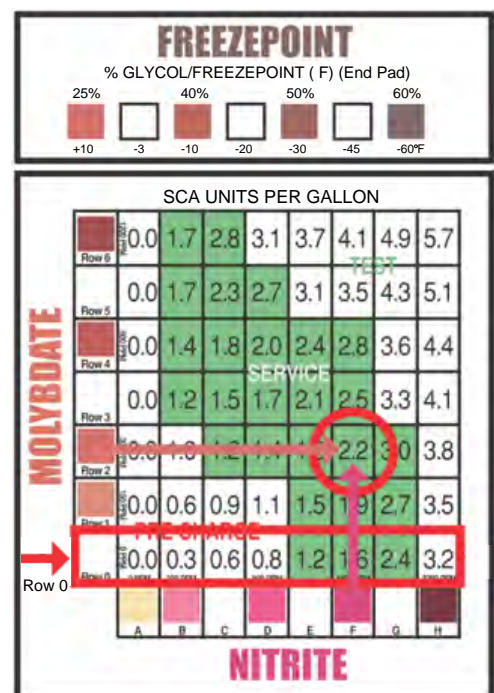 FREEZEPOINT
% GLYCOL/FREEZEPOINT ( F) (End Pad)
25% 40% 50% 60%
+10 -3 -10 -20 -30 -45 -60°F
SCA UNITS PER GALLON
MOLYBDATE
Row 6 0.0 1.7 2.8 3.1 3.7 4.1 4.9 5.7
TEST
Row 5 0.0 1.7 2.3 2.7 3.1 3.5 4.3 5.1
Row 4 0.0 1.4 1.8 2.0 2.4 2.8 3.6 4.4
SERVICE
Row 3 0.0 1.2 1.5 1.7 2.1 2.5 3.3 4.1
Row 2 2.2 3.0 3.8
Row 1 0.0 0.6 0.9 1.1 1.5 1.9 2.7 3.5
PRE-CHARGE
Row 0 0.0 0.3 0.6 0.8 1.2 1.6 2.4 3.2
Row 0
A B C D E F G H
NITRITE